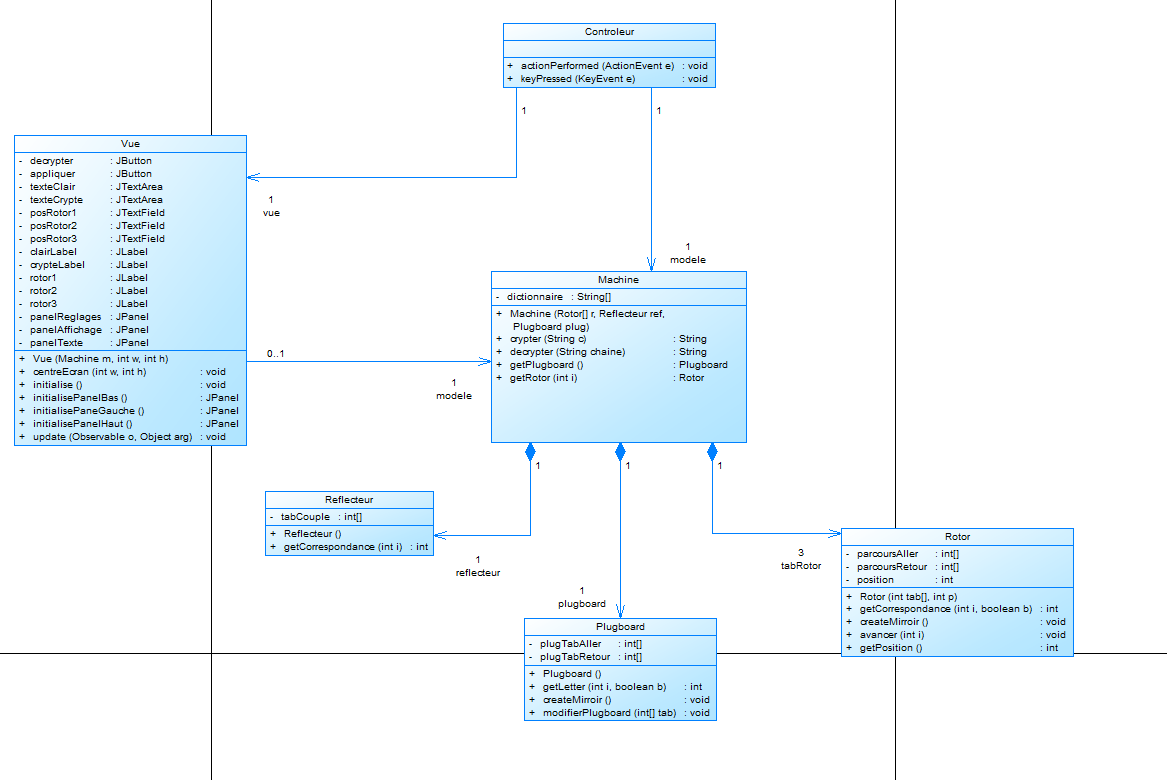 Controleur
+ actionPerformed (ActionEvent e) : void
+ keyPressed (KeyEvent e) : void
1
1
Vue
- decrypter : JButton
- appliquer : JButton
- texteClair : JTextArea
- texteCrypte : JTextArea
- posRotor1 : JTextField
- posRotor2 : JTextField
- posRotor3 : JTextField
- clairLabel : JLabel
- crypteLabel : JLabel
- rotor1 : JLabel
- rotor2 : JLabel
- rotor3 : JLabel
- panelReglages : JPanel
- panelAffichage : JPanel
- panelTexte : JPanel
+ Vue (Machine m, int w, int h)
+ centreEcran (int w, int h) : void
+ initialise () : void
+ initialisePanelBas () : JPanel
+ initialisePaneGauche () : JPanel
+ initialisePanelHaut () : JPanel
+ update (Observable o, Object arg) : void
1
vue
1
modele
0..1
1
modele
Machine
- dictionnaire : String[]
+ Machine (Rotor[] r, Reflecteur ref,
Plugboard plug)
+ crypter (String c) : String
+ decrypter (String chaine) : String
+ getPlugboard () : Plugboard
+ getRotor (int i) : Rotor
1
1
1
Reflecteur
- tabCouple : int[]
+ Reflecteur ()
+ getCorrespondance (int i) : int
1
reflecteur
1
plugboard
3
tabRotor
Rotor
- parcoursAller : int[]
- parcoursRetour : int[]
- position : int
+ Rotor (int tab[], int p)
+ getCorrespondance (int i, boolean b) : int
+ createMirroir () : void
+ avancer (int i) : void
+ getPosition () : int
Plugboard
- plugTabAller : int[]
- plugTabRetour : int[]
+ Plugboard ()
+ getLetter (int i, boolean b) : int
+ createMirroir () : void
+ modifierPlugboard (int[] tab) : void